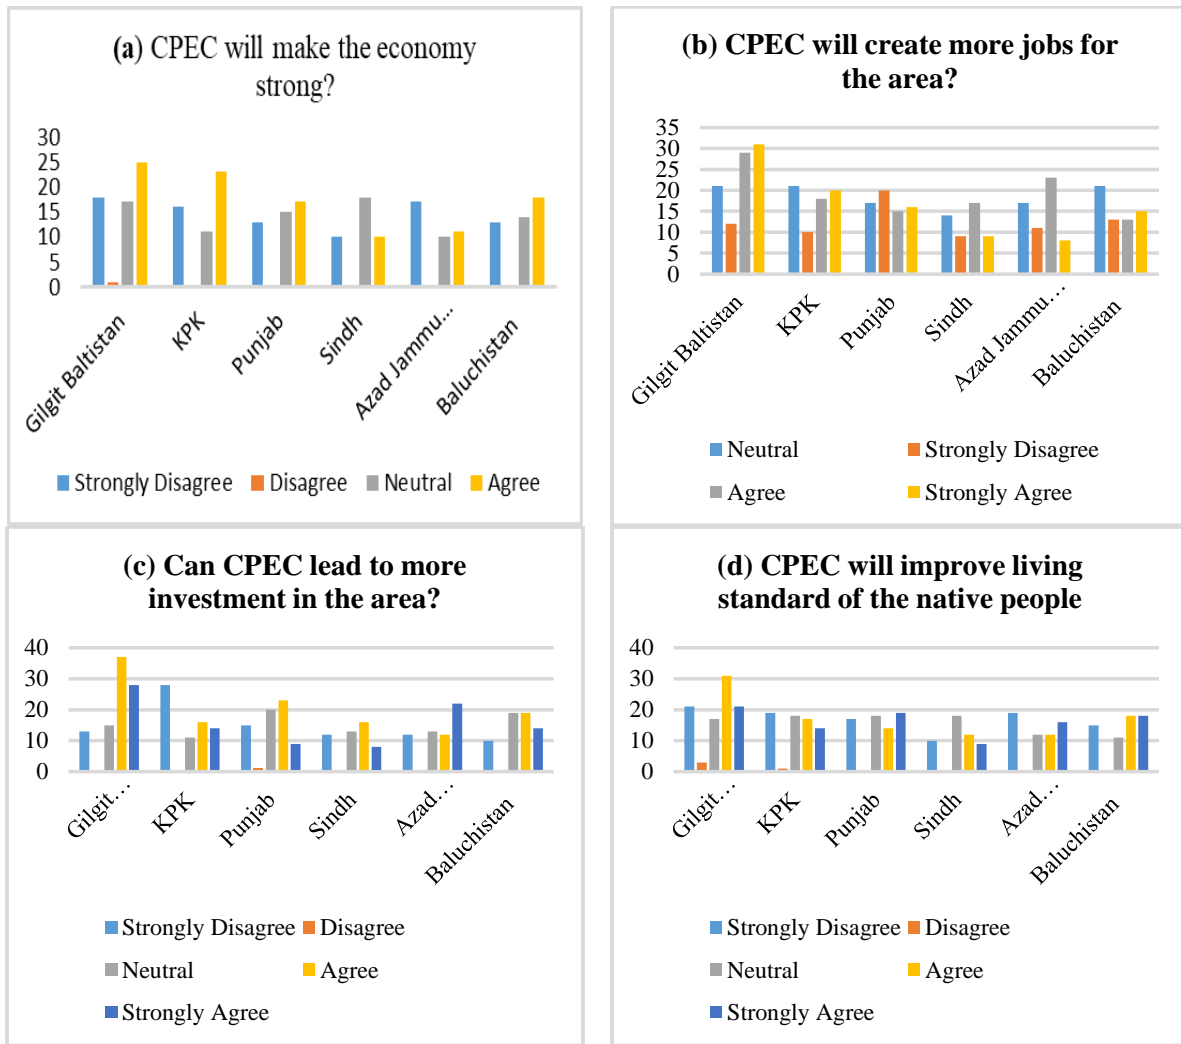 (a) CPEC will make the economy
strong?
30
25
20
15
10
5
0
Gilgit Baltistan
KPK
Punjab
Sindh
Azad Jammu...
Baluchistan
Strongly Disagree Disagree Neutral Agree
(b) CPEC will create more jobs for
the area?
35
30
25
20
15
10
5
0
Gilgit Baltistan
KPK
Punjab
Sindh
Azad Jammu...
Baluchistan
Neutral Strongly Disagree
Agree Strongly Agree
(c) Can CPEC lead to more
investment in the area?
40
30
20
10
0
Gilgit...
KPK
Punjab
Sindh
Azad...
Baluchistan
Strongly Disagree Disagree
Neutral Agree
Strongly Agree
(d) CPEC will improve living
standard of the native people
40
30
20
10
0
Gilgit...
KPK
Punjab
Sindh
Azad...
Baluchistan
Strongly Disagree Disagree
Neutral Agree
Strongly Agree